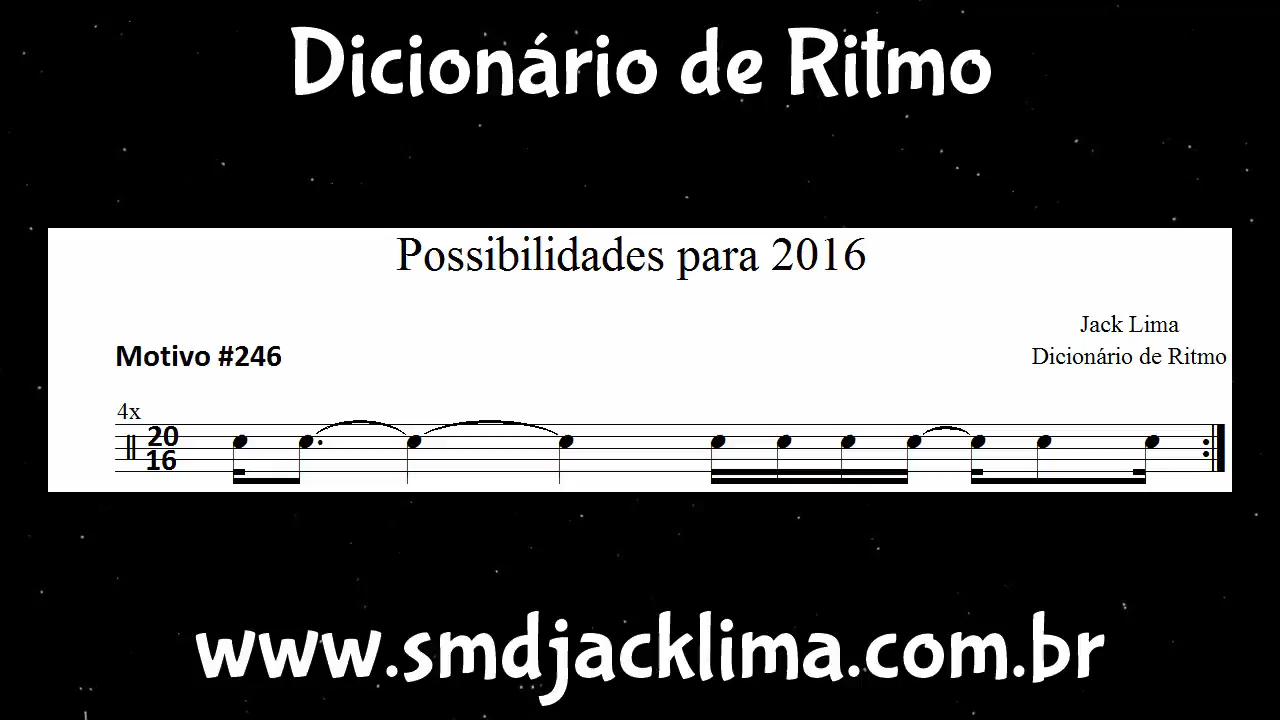 Dicionário de Ritmo
Possibilidades para 2016
Jack Lima
Motivo #246
Dicionário de Ritmo
4x
20
16
www.smdjacklima.com.br